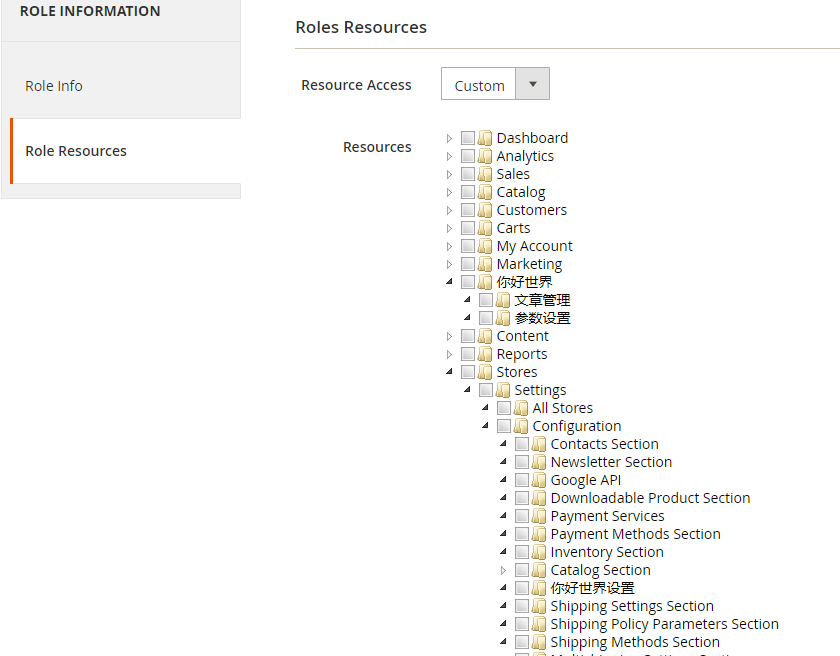 ROLE INFORMATION
Role Info
Role Resources
Roles Resources
Resource Access
Custom
Resources
Dashboard
Analytics
Sales
Catalog
Customers
Carts
My Account
Marketing
你好世界
文章管理
参数设置
Content
Reports
Stores
Settings
All Stores
Configuration
Contacts Section
Newsletter Section
Google API
Downloadable Product Section
Payment Services
Payment Methods Section
Inventory Section
Catalog Section
你好世界设置
Shipping Settings Section
Shipping Policy Parameters Section
Shipping Methods Section